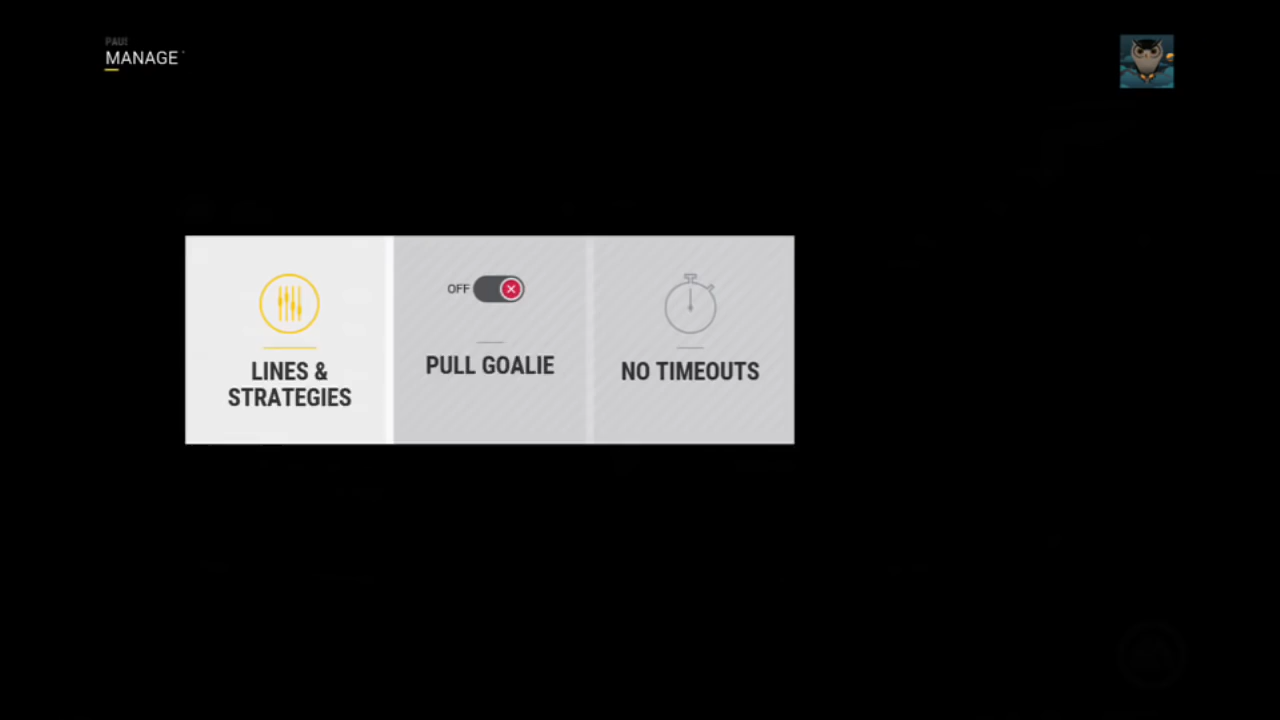 MANAGE
OFF
LINES &
STRATEGIES
PULL GOALIE
NO TIMEOUTS